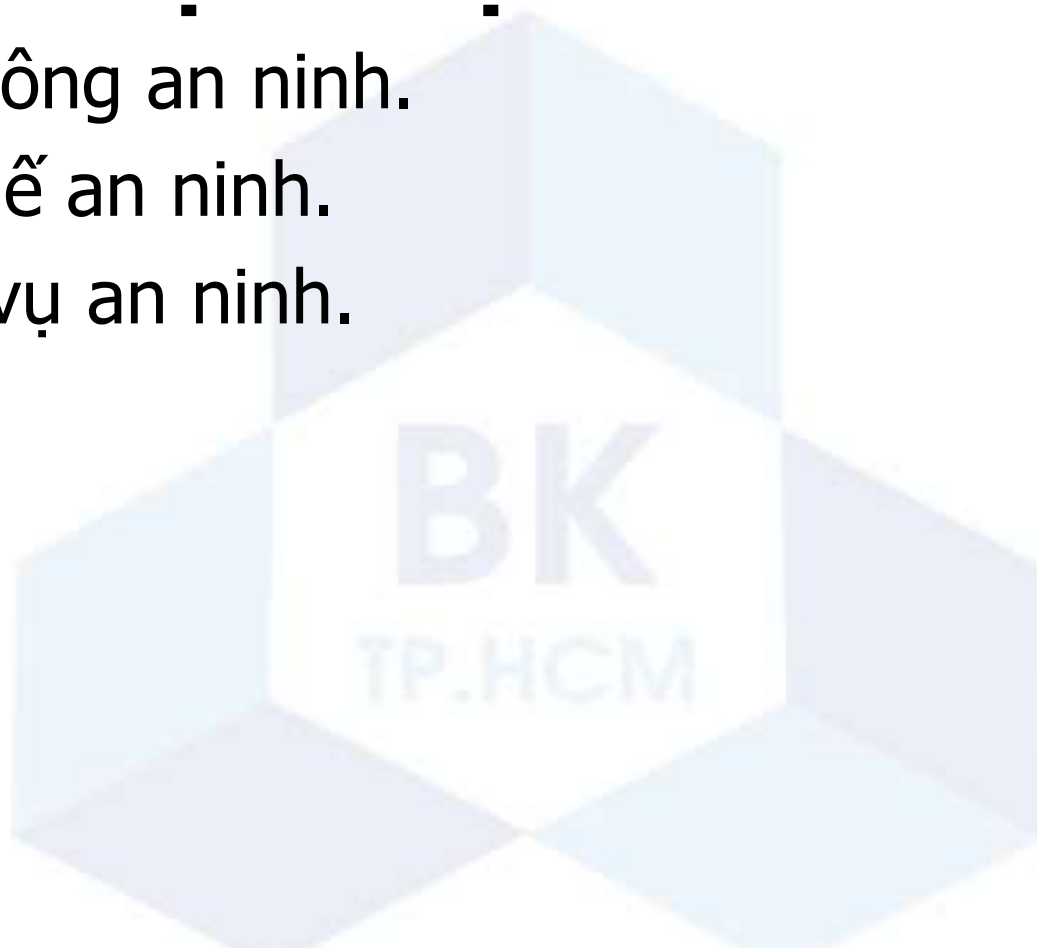 ông an ninh.
ế an ninh.
vụ an ninh.
BK
TP.HCM